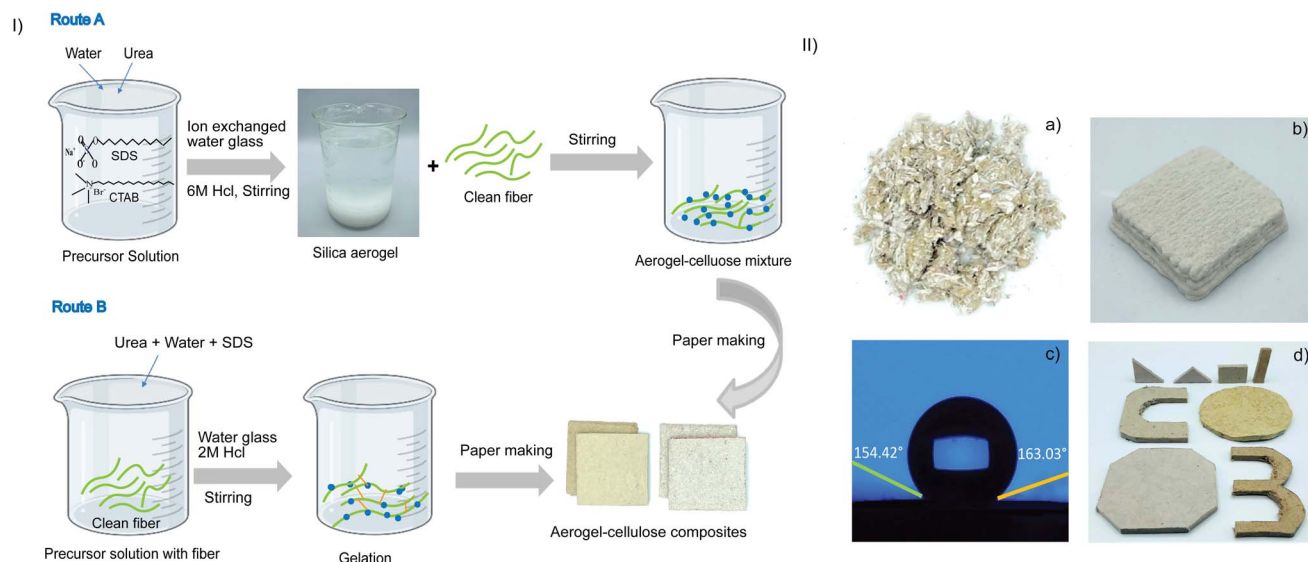 I)
Route A
Water
Urea
Na⁺
O
O
S
O
O
SDS
N
Br⁻
CTAB
Precursor Solution
Ion exchanged
water glass
6M Hcl, Stirring
Silica aerogel
+
Clean fiber
Stirring
Aerogel-celluose mixture
Paper making
Route B
Urea + Water + SDS
Clean fiber
Precursor solution with fiber
Water glass
2M Hcl
Stirring
Gelation
Paper making
Aerogel-cellulose composites
II)
a)
b)
c)
154.42°
163.03°
d)